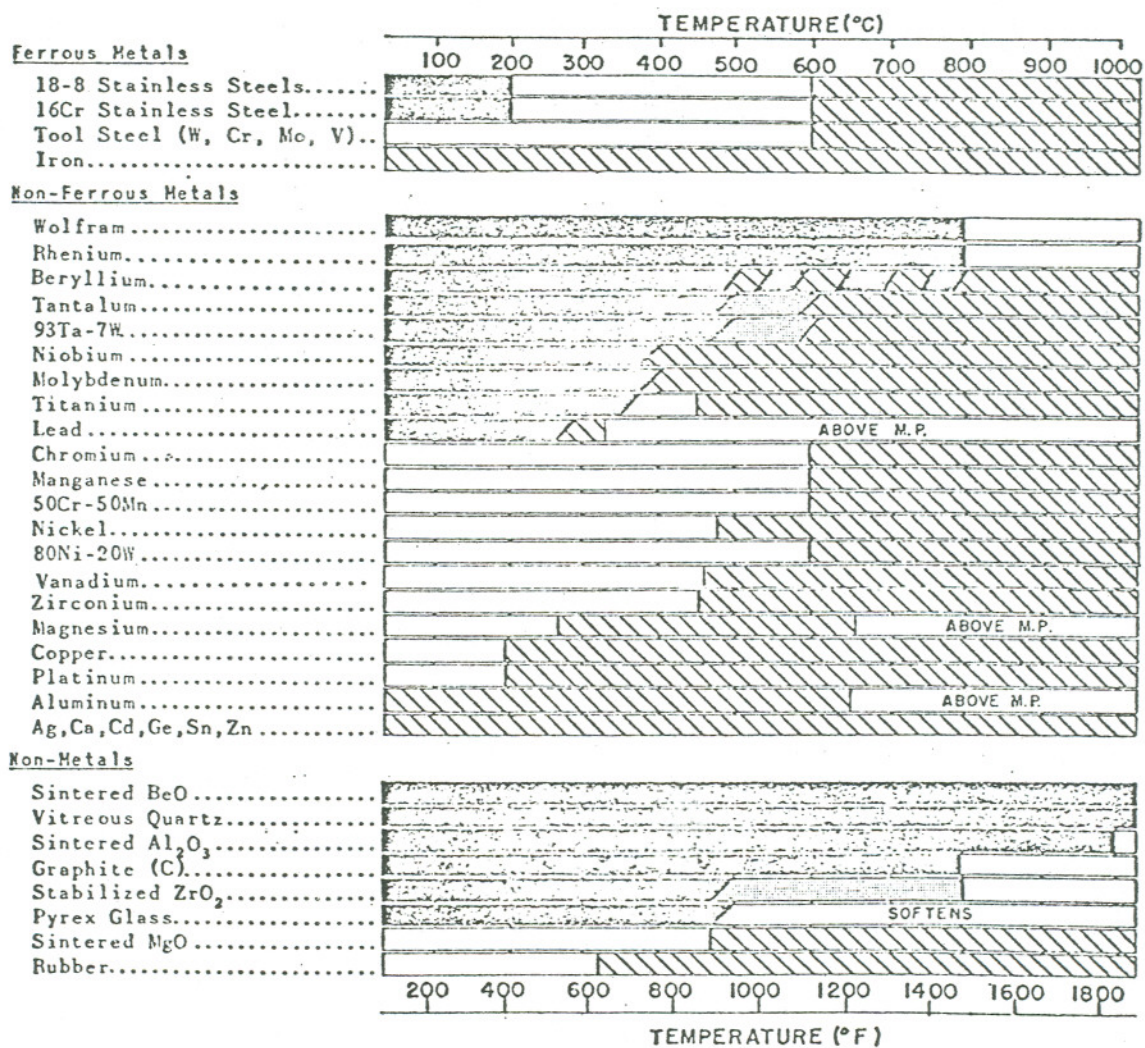 TEMPERATURE(°C)
Ferrous Metals
100 200 300 400 500 600 700 800 900 1000
18-8 Stainless Steels.......
16Cr Stainless Steel........
Tool Steel (W, Cr, Mo, V)..
Iron.......................
Non-Ferrous Metals
Wolfram....................
Rhenium....................
Beryllium..................
Tantalum...................
93Ta-7W....................
Niobium....................
Molybdenum.................
Titanium...................
Lead....................... ABOVE M.P.
Chromium...................
Manganese..................
50Cr-50Mn..................
Nickel.....................
80Ni-20W...................
Vanadium...................
Zirconium..................
Magnesium.................. ABOVE M.P.
Copper.....................
Platinum...................
Aluminum................... ABOVE M.P.
Ag,Ca,Cd,Ge,Sn,Zn..........
Non-Metals
Sintered BeO...............
Vitreous Quartz............
Sintered Al₂O₃.............
Graphite (C)...............
Stabilized ZrO₂............
Pyrex Glass................ SOFTENS
Sintered MgO...............
Rubber.....................
200 400 600 800 1000 1200 1400 1600 1800
TEMPERATURE (°F)